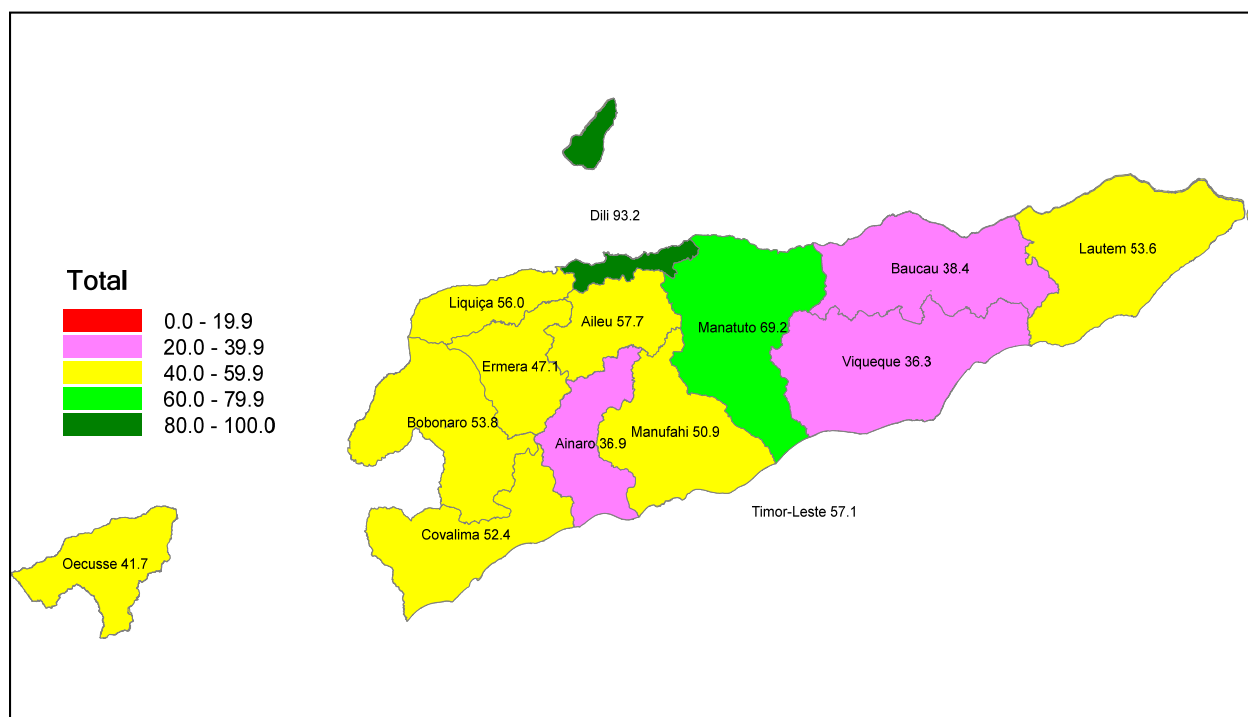 Dili 93.2
Lautem 53.6
Baucau 38.4
Total
Liquiça 56.0
0.0 - 19.9
Aileu 57.7
Manatuto 69.2
20.0 - 39.9
Viqueque 36.3
Ermera 47.1
40.0 - 59.9
60.0 - 79.9
80.0 - 100.0
Bobonaro 53.8
Manufahi 50.9
Ainaro 36.9
Timor-Leste 57.1
Covalima 52.4
Oecusse 41.7